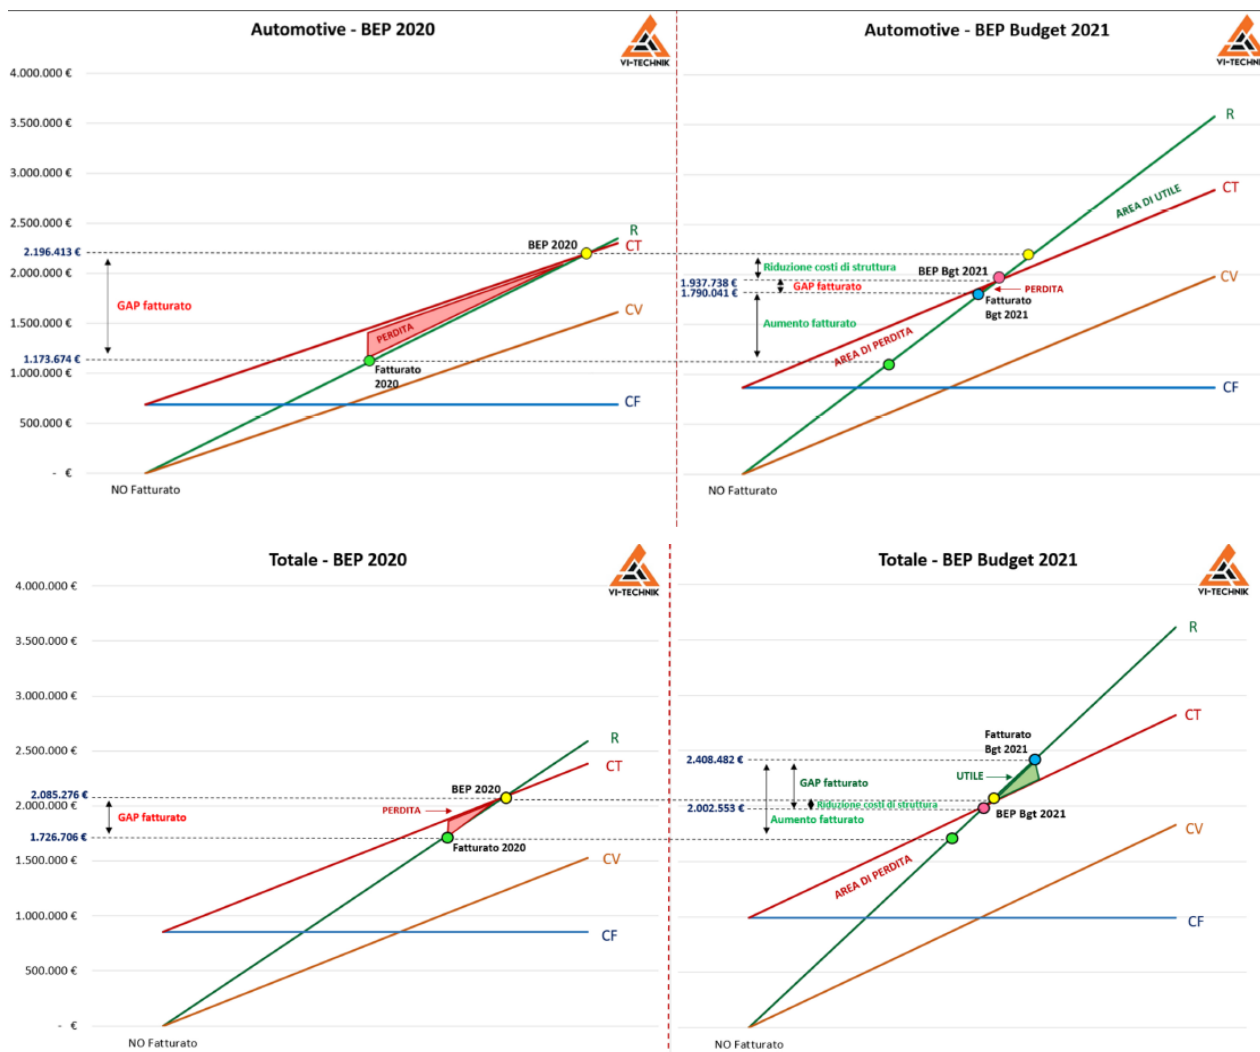 Automotive - BEP 2020
VI-TECHNIK
4.000.000 €
3.500.000 €
3.000.000 €
2.500.000 €
2.196.413 €
2.000.000 €
1.500.000 €
1.173.674 €
1.000.000 €
500.000 €
- €
NO Fatturato
GAP fatturato
BEP 2020
R
CT
PERDITA
CV
Fatturato
2020
CF
Automotive - BEP Budget 2021
VI-TECHNIK
R
AREA DI UTILE
CT
Riduzione costi di struttura
BEP Bgt 2021
1.937.738 €
GAP fatturato
1.790.041 €
PERDITA
Fatturato
Bgt 2021
CV
Aumento fatturato
AREA DI PERDITA
CF
NO Fatturato
Totale - BEP 2020
VI-TECHNIK
4.000.000 €
3.500.000 €
3.000.000 €
2.500.000 €
2.085.276 €
2.000.000 €
1.726.706 €
1.500.000 €
1.000.000 €
500.000 €
- €
NO Fatturato
R
CT
BEP 2020
PERDITA
GAP fatturato
Fatturato 2020
CV
CF
Totale - BEP Budget 2021
VI-TECHNIK
R
CT
Fatturato
Bgt 2021
2.408.482 €
UTILE
GAP fatturato
Riduzione costi di struttura
2.002.553 €
BEP Bgt 2021
Aumento fatturato
CV
AREA DI PERDITA
CF
NO Fatturato